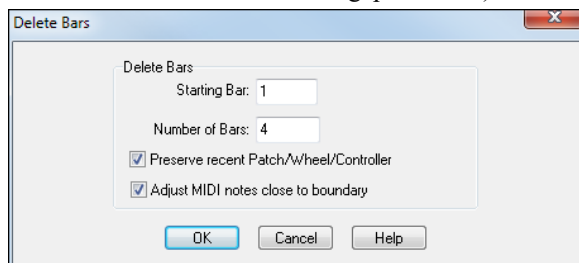 Delete Bars
Delete Bars
Starting Bar: 1
Number of Bars: 4
Preserve recent Patch/Wheel/Controller
Adjust MIDI notes close to boundary
OK Cancel Help